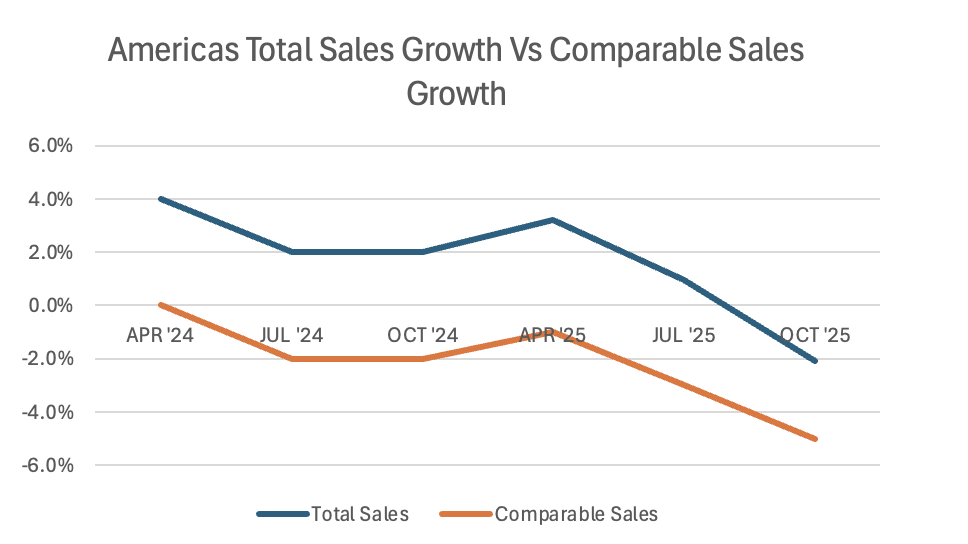 Americas Total Sales Growth Vs Comparable Sales
Growth
6.0%
4.0%
2.0%
0.0%
APR '24 JUL '24 OCT '24 APR '25 JUL '25 OCT '25
-2.0%
-4.0%
-6.0%
Total Sales Comparable Sales